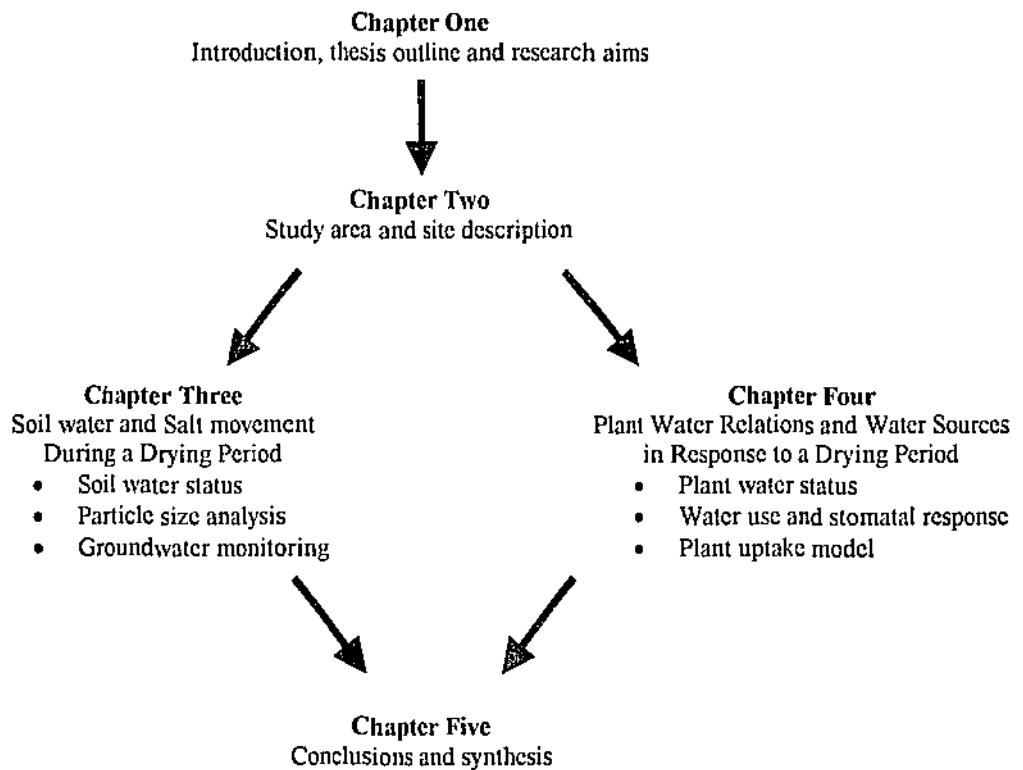 Chapter One
Introduction, thesis outline and research aims
Chapter Two
Study area and site description
Chapter Three
Soil water and Salt movement
During a Drying Period
• Soil water status
• Particle size analysis
• Groundwater monitoring
Chapter Four
Plant Water Relations and Water Sources
in Response to a Drying Period
• Plant water status
• Water use and stomatal response
• Plant uptake model
Chapter Five
Conclusions and synthesis